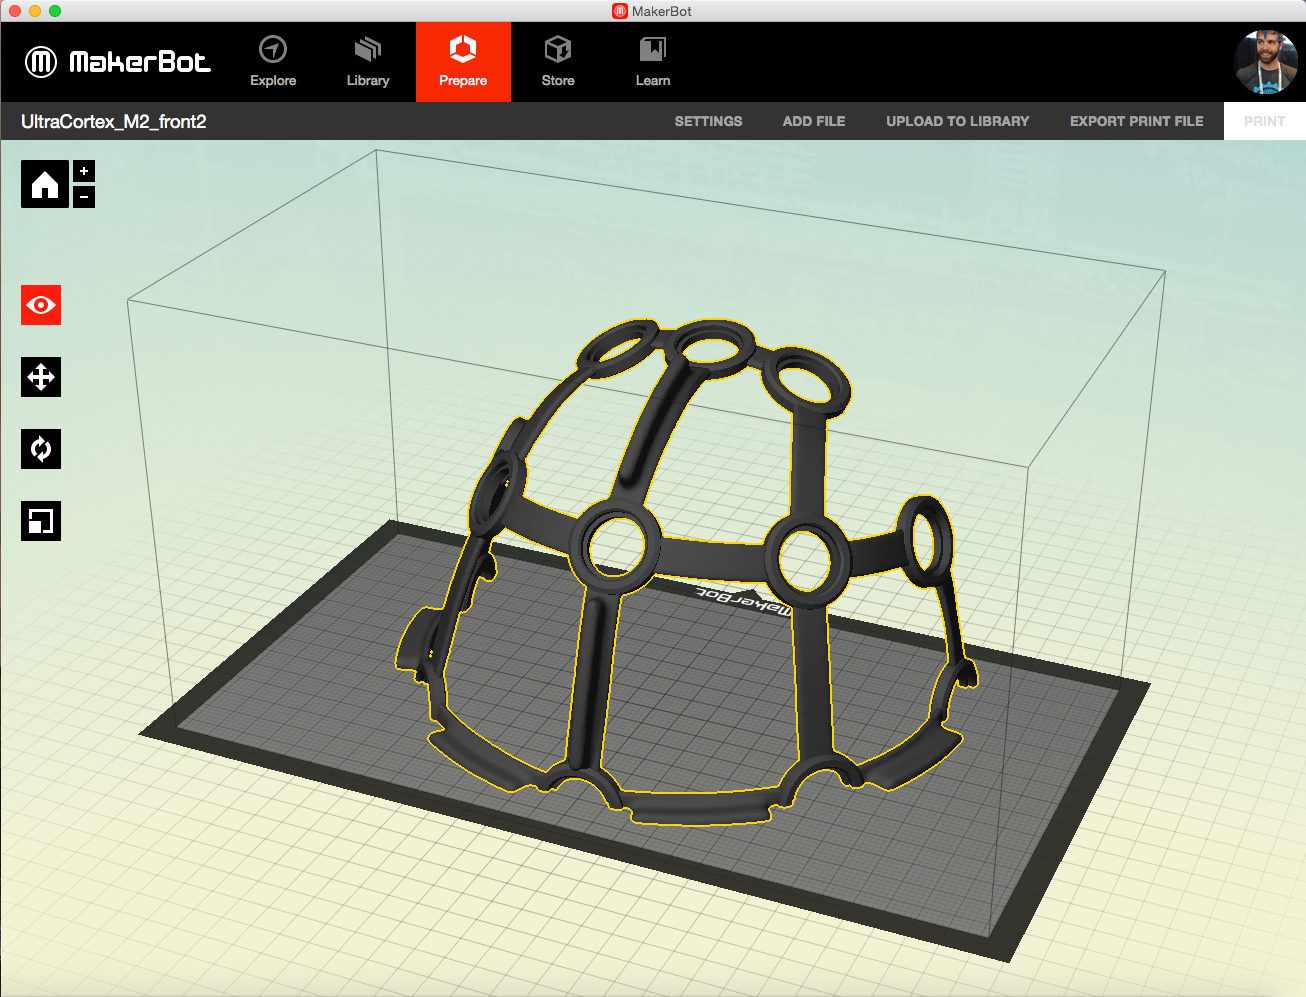 MakerBot
MakerBot
Explore
Library
Prepare
Store
Learn
UltraCortex_M2_front2
SETTINGS
ADD FILE
UPLOAD TO LIBRARY
EXPORT PRINT FILE
PRINT
+
-
MakerBot